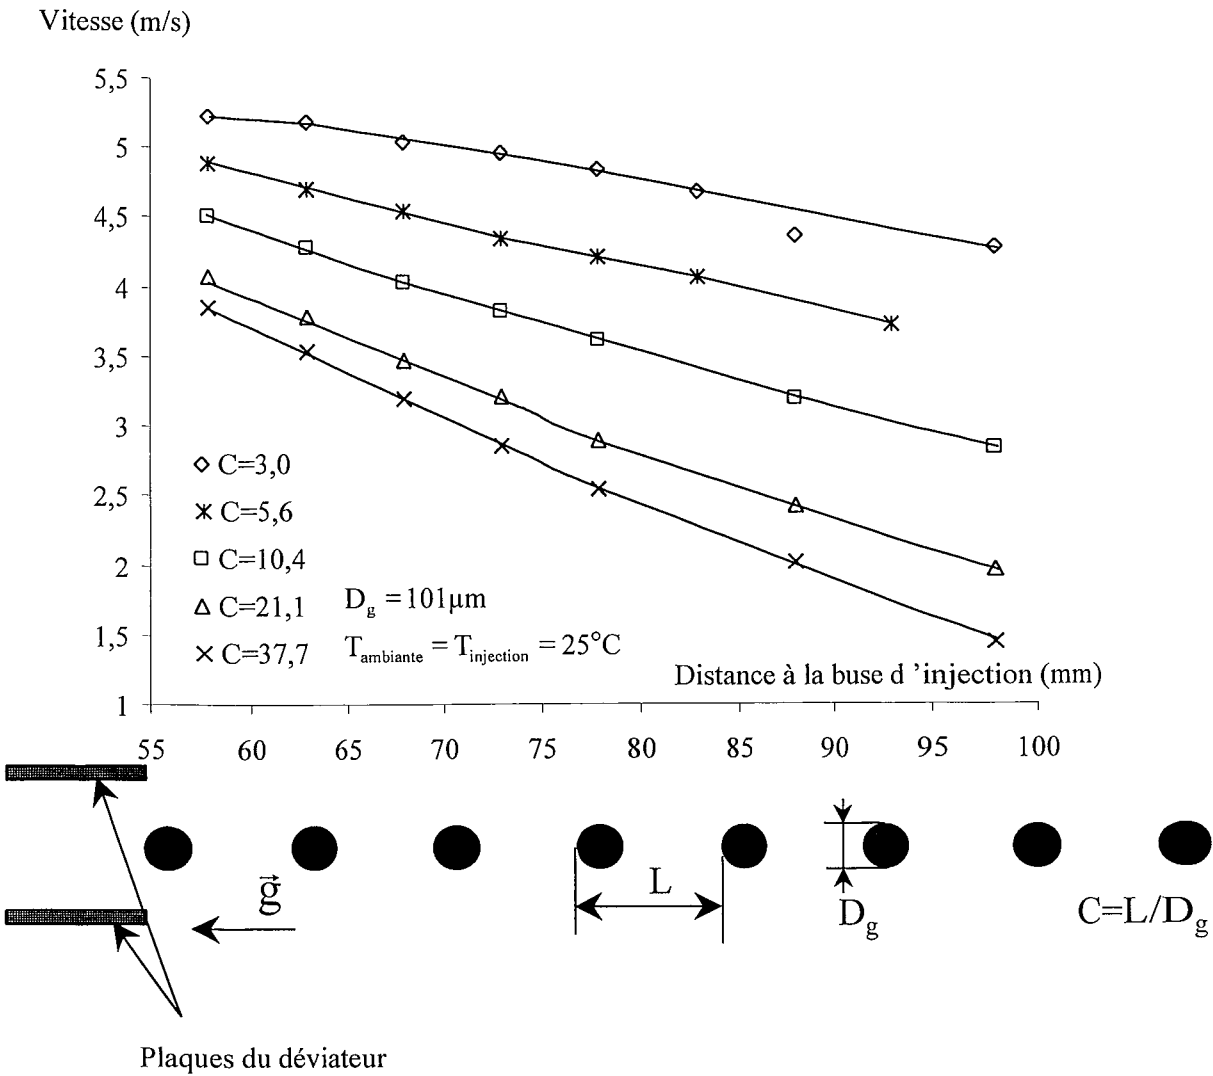 Vitesse (m/s)
5,5
5
4,5
4
3,5
3
2,5
2
1,5
1
C=3,0
C=5,6
C=10,4
C=21,1
C=37,7
D_g = 101µm
T_ambiante = T_injection = 25°C
Distance à la buse d ’injection (mm)
55 60 65 70 75 80 85 90 95 100
g⃗
L
D_g
C=L/D_g
Plaques du déviateur